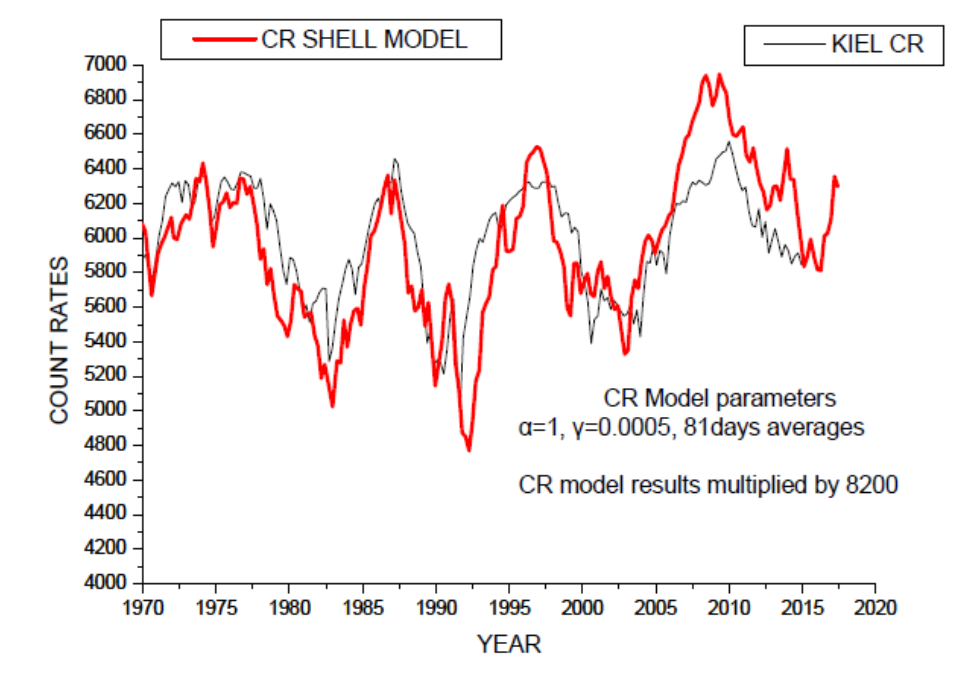 CR SHELL MODEL
KIEL CR
7000
6800
6600
6400
6200
6000
5800
5600
5400
5200
5000
4800
4600
4400
4200
4000
COUNT RATES
CR Model parameters
α=1, γ=0.0005, 81days averages
CR model results multiplied by 8200
1970 1975 1980 1985 1990 1995 2000 2005 2010 2015 2020
YEAR